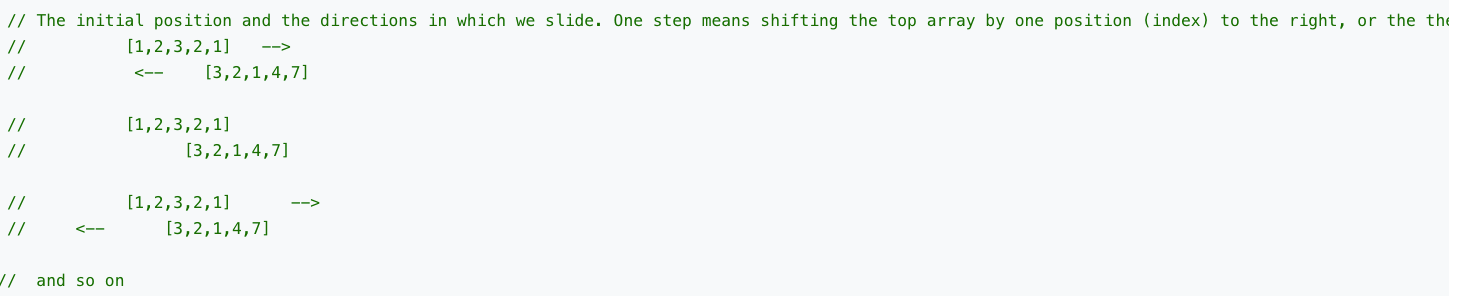 // The initial position and the directions in which we slide. One step means shifting the top array by one position (index) to the right, or the
//          [1,2,3,2,1]   -->
//           <--    [3,2,1,4,7]
//          [1,2,3,2,1]
//                [3,2,1,4,7]
//          [1,2,3,2,1]      -->
//     <--      [3,2,1,4,7]
//  and so on